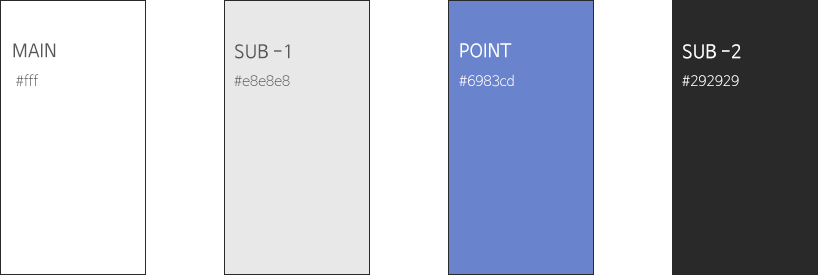 MAIN
#fff
SUB -1
#e8e8e8
POINT
#6983cd
SUB -2
#292929